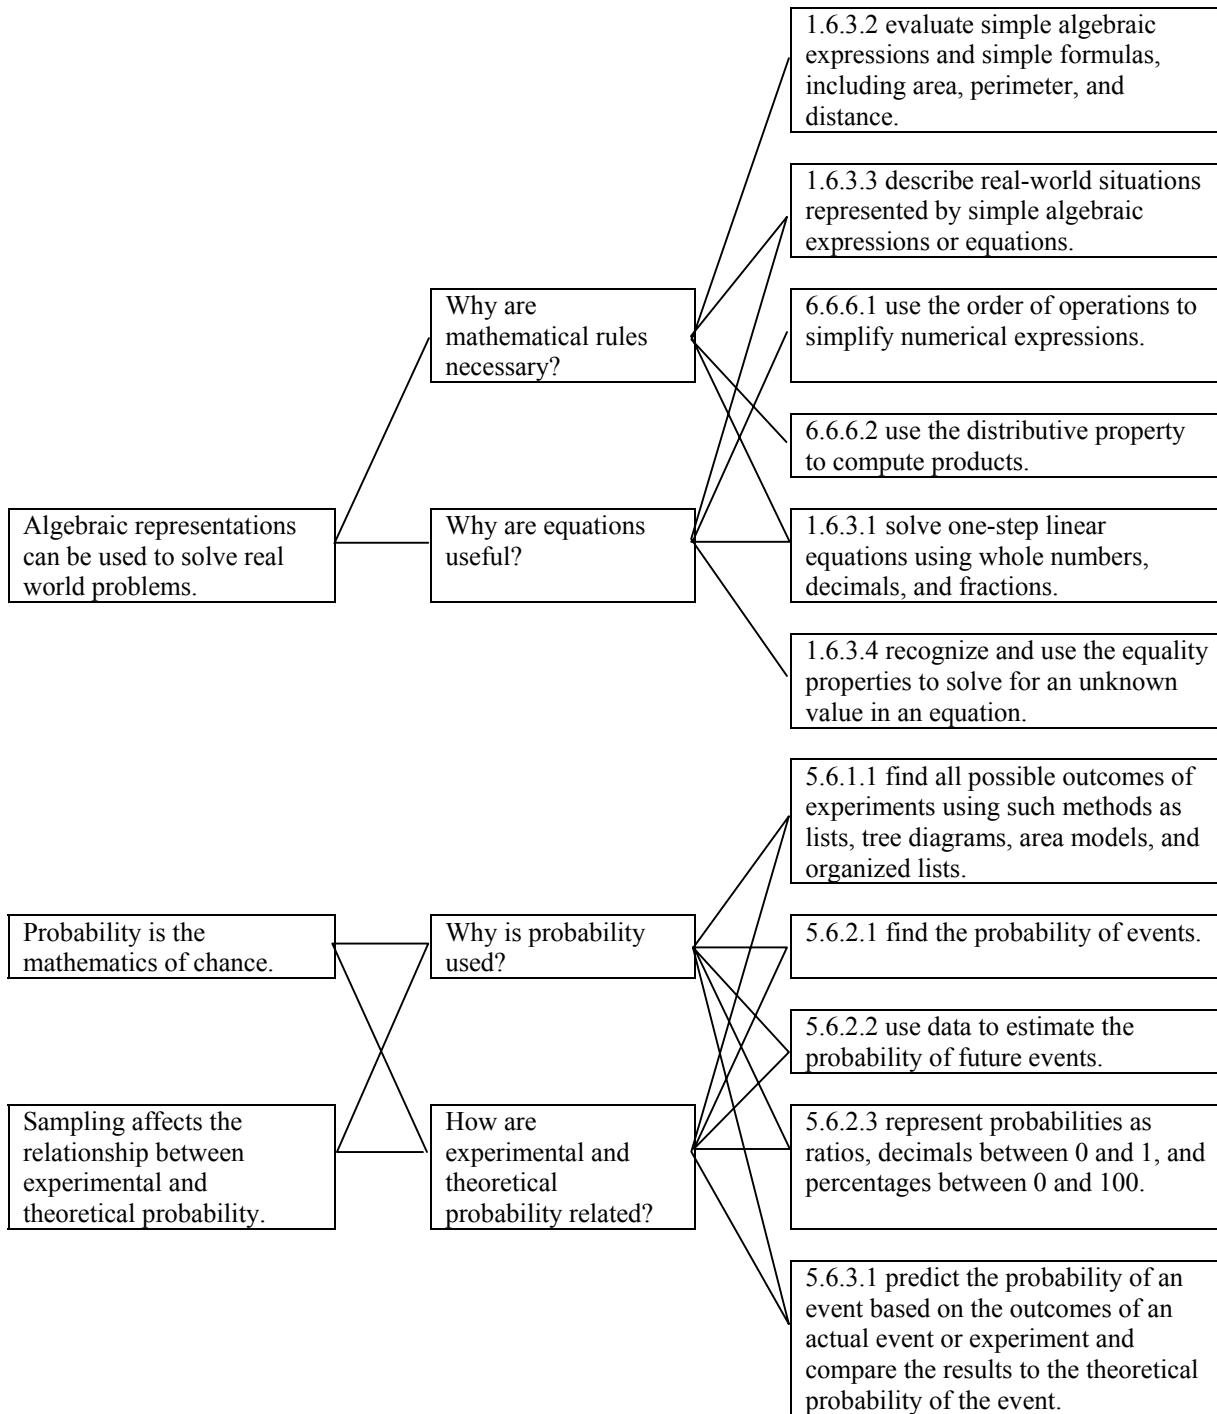 1.6.3.2 evaluate simple algebraic
expressions and simple formulas,
including area, perimeter, and
distance.
1.6.3.3 describe real-world situations
represented by simple algebraic
expressions or equations.
Why are
mathematical rules
necessary?
6.6.6.1 use the order of operations to
simplify numerical expressions.
6.6.6.2 use the distributive property
to compute products.
Algebraic representations
can be used to solve real
world problems.
Why are equations
useful?
1.6.3.1 solve one-step linear
equations using whole numbers,
decimals, and fractions.
1.6.3.4 recognize and use the equality
properties to solve for an unknown
value in an equation.
5.6.1.1 find all possible outcomes of
experiments using such methods as
lists, tree diagrams, area models, and
organized lists.
Probability is the
mathematics of chance.
Why is probability
used?
5.6.2.1 find the probability of events.
5.6.2.2 use data to estimate the
probability of future events.
Sampling affects the
relationship between
experimental and
theoretical probability.
How are
experimental and
theoretical
probability related?
5.6.2.3 represent probabilities as
ratios, decimals between 0 and 1, and
percentages between 0 and 100.
5.6.3.1 predict the probability of an
event based on the outcomes of an
actual event or experiment and
compare the results to the theoretical
probability of the event.